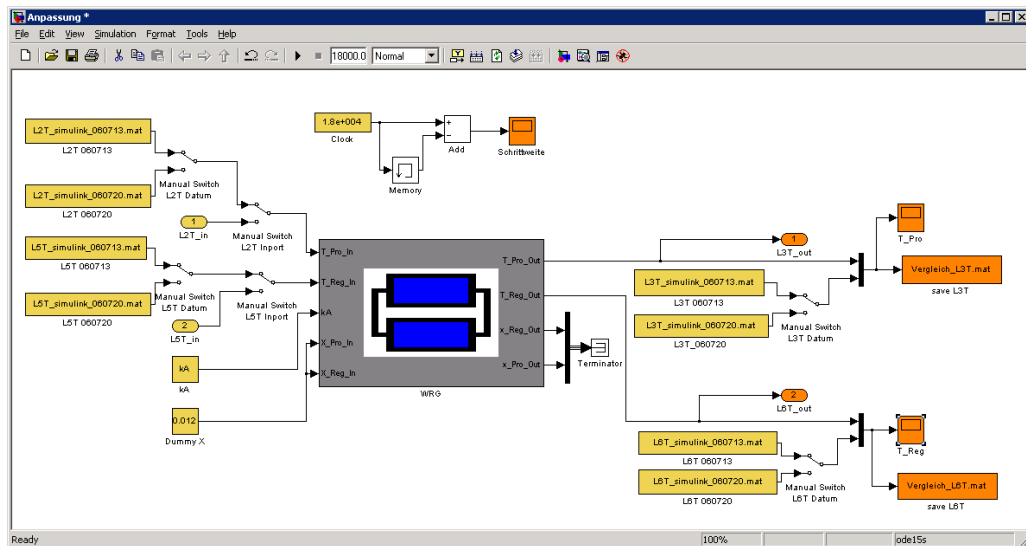 Anpassung *
File Edit View Simulation Format Tools Help
18000.0 Normal
L2T_simulink_060713.mat
L2T 060713
Manual Switch
L2T Datum
L2T_simulink_060720.mat
L2T 060720
1
L2T_in
Manual Switch
L2T Inport
L5T_simulink_060713.mat
L5T 060713
Manual Switch
L5T Datum
L5T_simulink_060720.mat
L5T 060720
Manual Switch
L5T Inport
2
L5T_in
kA
kA
0.012
Dummy X
1.8e+004
Clock
Memory
+
−
Add
Schrittweite
T_Pro_In
T_Reg_In
kA
X_Pro_In
X_Reg_In
T_Pro_Out
T_Reg_Out
x_Reg_Out
x_Pro_Out
WRG
Terminator
1
L3T_out
L3T_simulink_060713.mat
L3T 060713
L3T_simulink_060720.mat
L3T_060720
Manual Switch
L3T Datum
T_Pro
Vergleich_L3T.mat
save L3T
2
L6T_out
L6T_simulink_060713.mat
L6T 060713
L6T_simulink_060720.mat
L6T 060720
Manual Switch
L6T Datum
T_Reg
Vergleich_L6T.mat
save L6T
Ready 100% ode15s